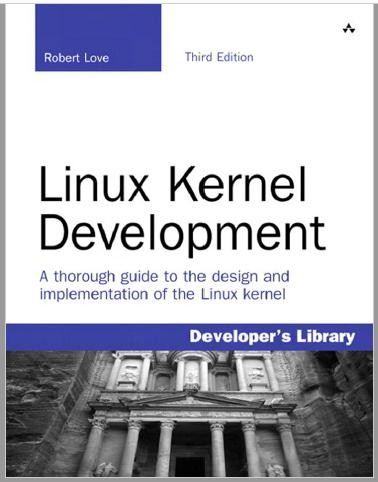 Robert Love
Third Edition
Linux Kernel
Development
A thorough guide to the design and
implementation of the Linux kernel
Developer's Library